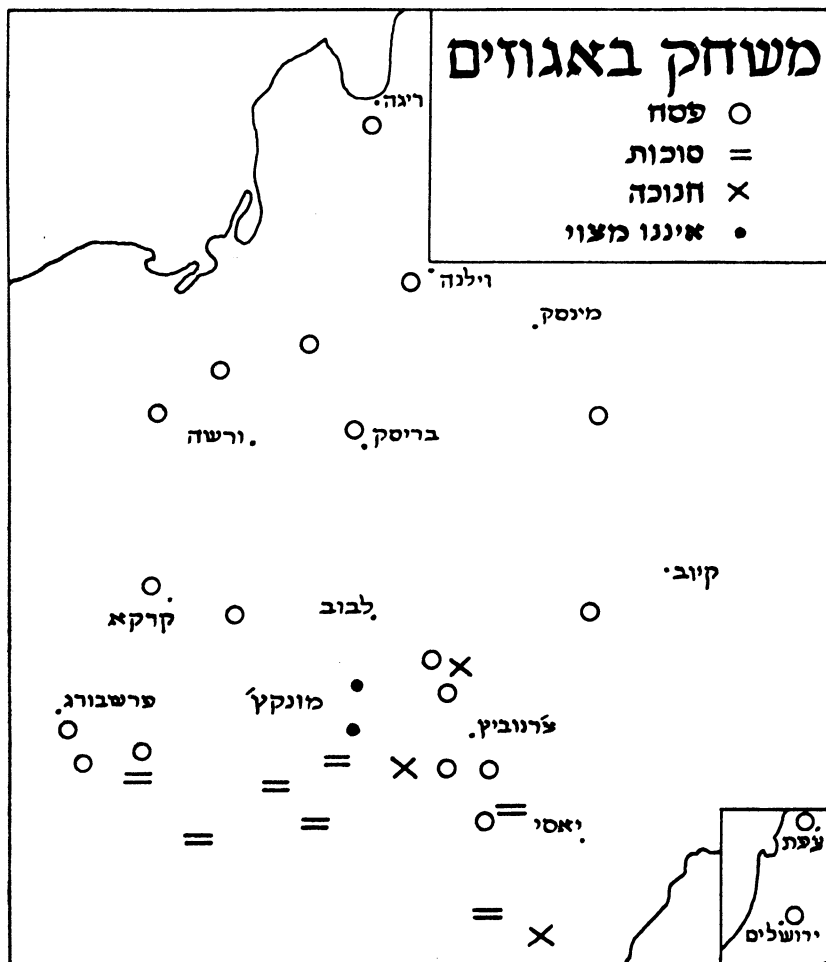 משחק באגוזים
פסח
סוכות
חנוכה
איננו מצוי
ריגה
וילנה
מינסק
ורשה
בריסק
קיוב
קרקא
לבוב
פרשבורג
מונקץ׳
צ׳רנוביץ
יאסי
צפת
ירושלים